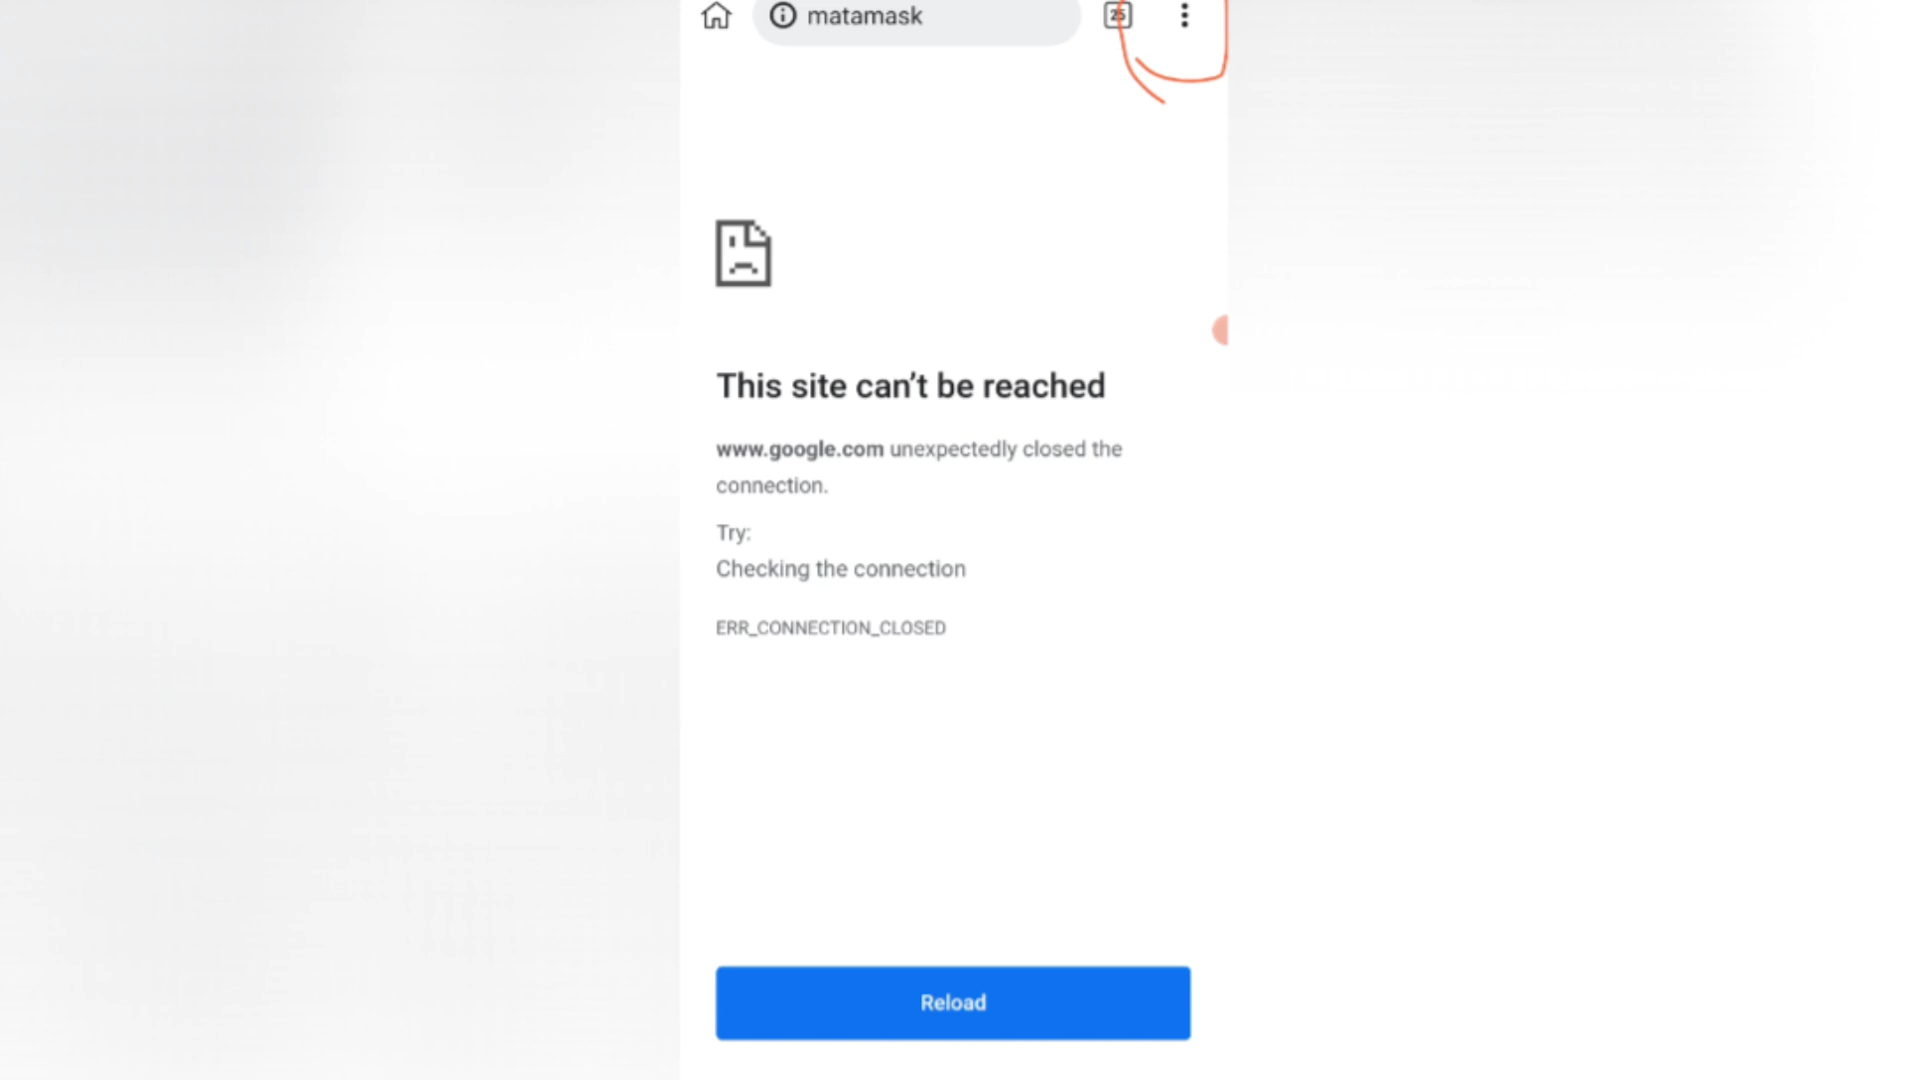 matamask
25
This site can't be reached
www.google.com unexpectedly closed the
connection.
Try:
Checking the connection
ERR_CONNECTION_CLOSED
Reload